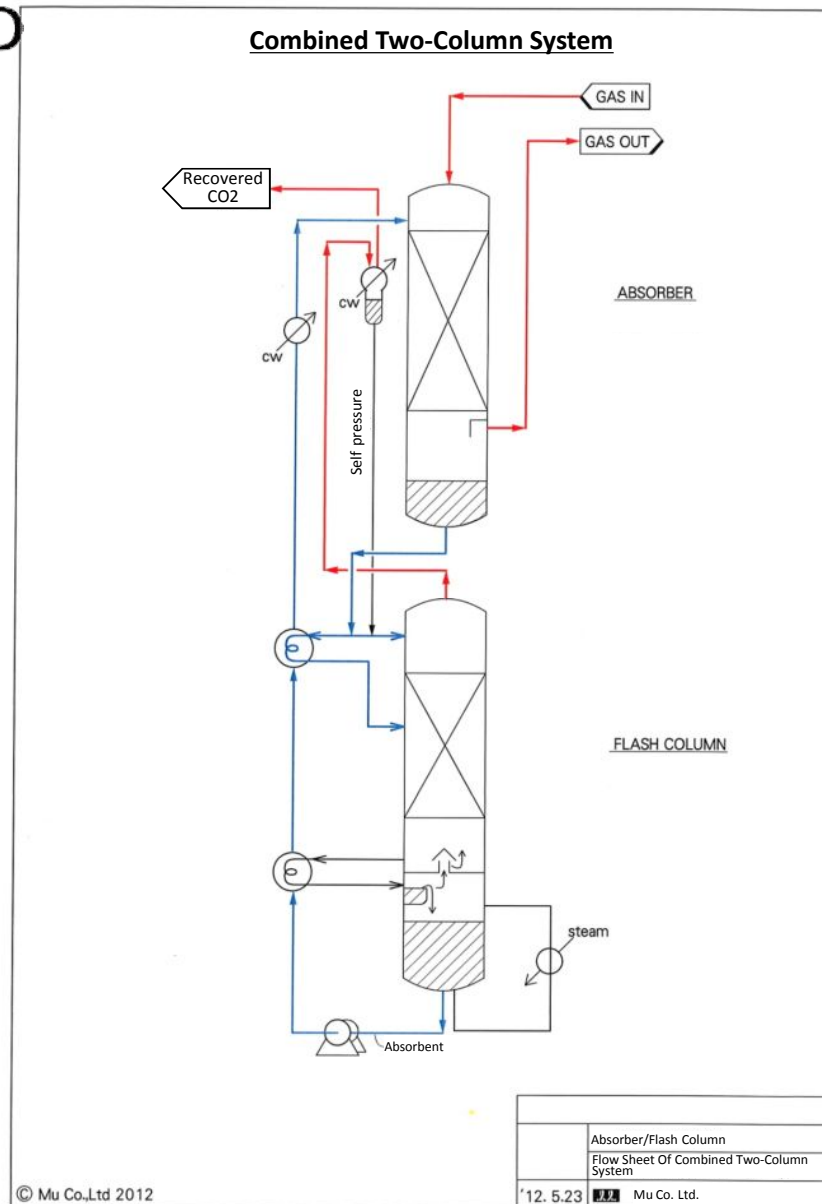 Combined Two-Column System
GAS IN
GAS OUT
Recovered
CO2
ABSORBER
cw
cw
Self pressure
FLASH COLUMN
steam
Absorbent
Absorber/Flash Column
Flow Sheet Of Combined Two-Column
System
'12. 5.23
Mu Co. Ltd.
© Mu Co.,Ltd 2012